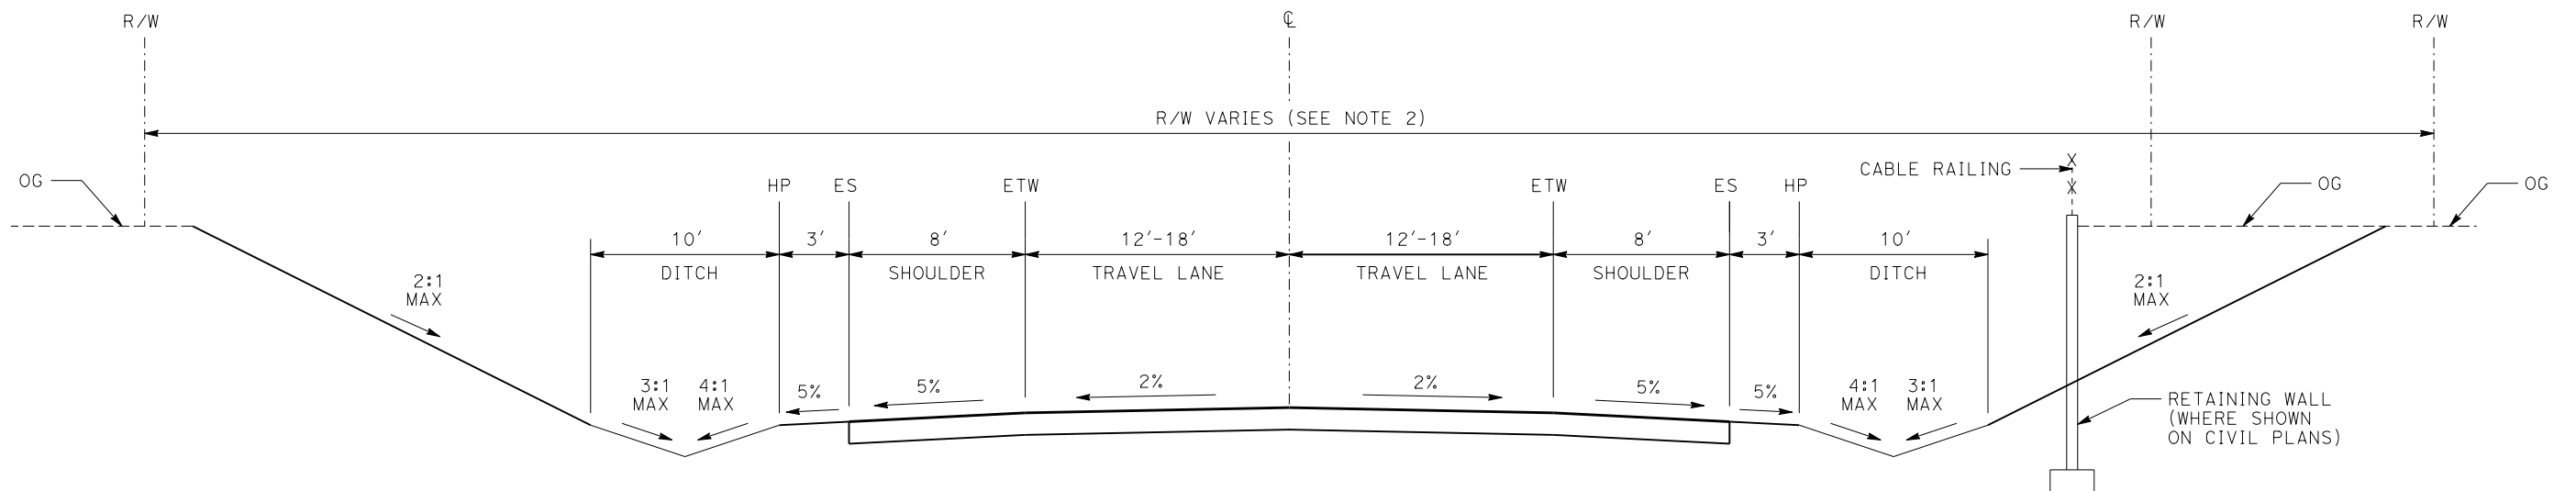 R/W
℄
R/W
R/W
R/W VARIES (SEE NOTE 2)
CABLE RAILING
X
X
OG
HP
ES
ETW
ETW
ES
HP
OG
OG
10'
3'
8'
12'-18'
12'-18'
8'
3'
10'
DITCH
SHOULDER
TRAVEL LANE
TRAVEL LANE
SHOULDER
DITCH
2:1
MAX
2:1
MAX
3:1
MAX
4:1
MAX
5%
5%
2%
2%
5%
5%
4:1
MAX
3:1
MAX
RETAINING WALL
(WHERE SHOWN
ON CIVIL PLANS)